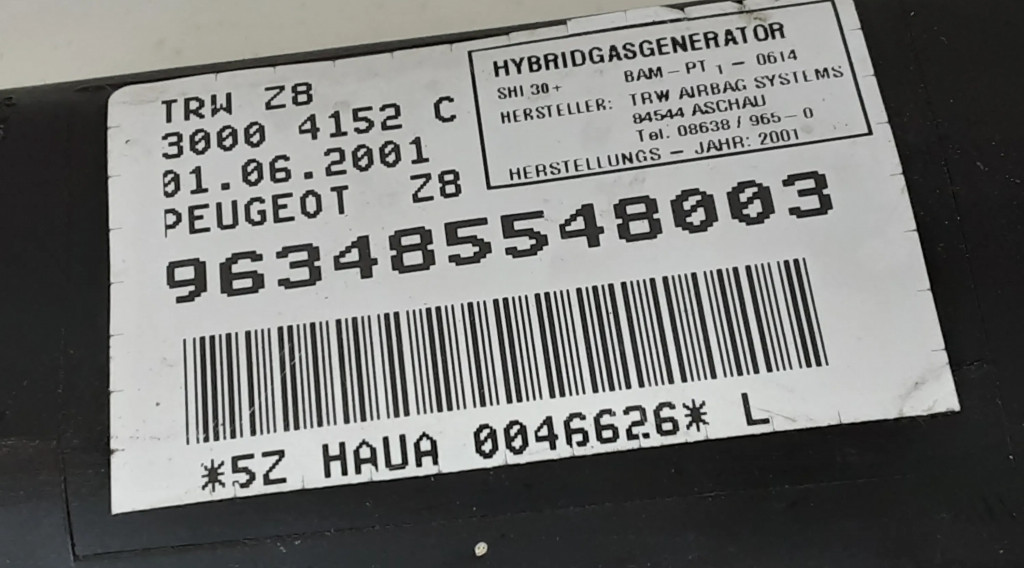 TRW Z8
3000 4152 C
01.06.2001
PEUGEOT Z8
HYBRIDGASGENERATOR
SHI 30+ BAM-PT 1 - 0614
HERSTELLER: TRW AIRBAG SYSTEMS
84544 ASCHAU
Tel. 08638 / 965-0
HERSTELLUNGS - JAHR: 2001
963485548003
*5Z HAUA 0046626* L